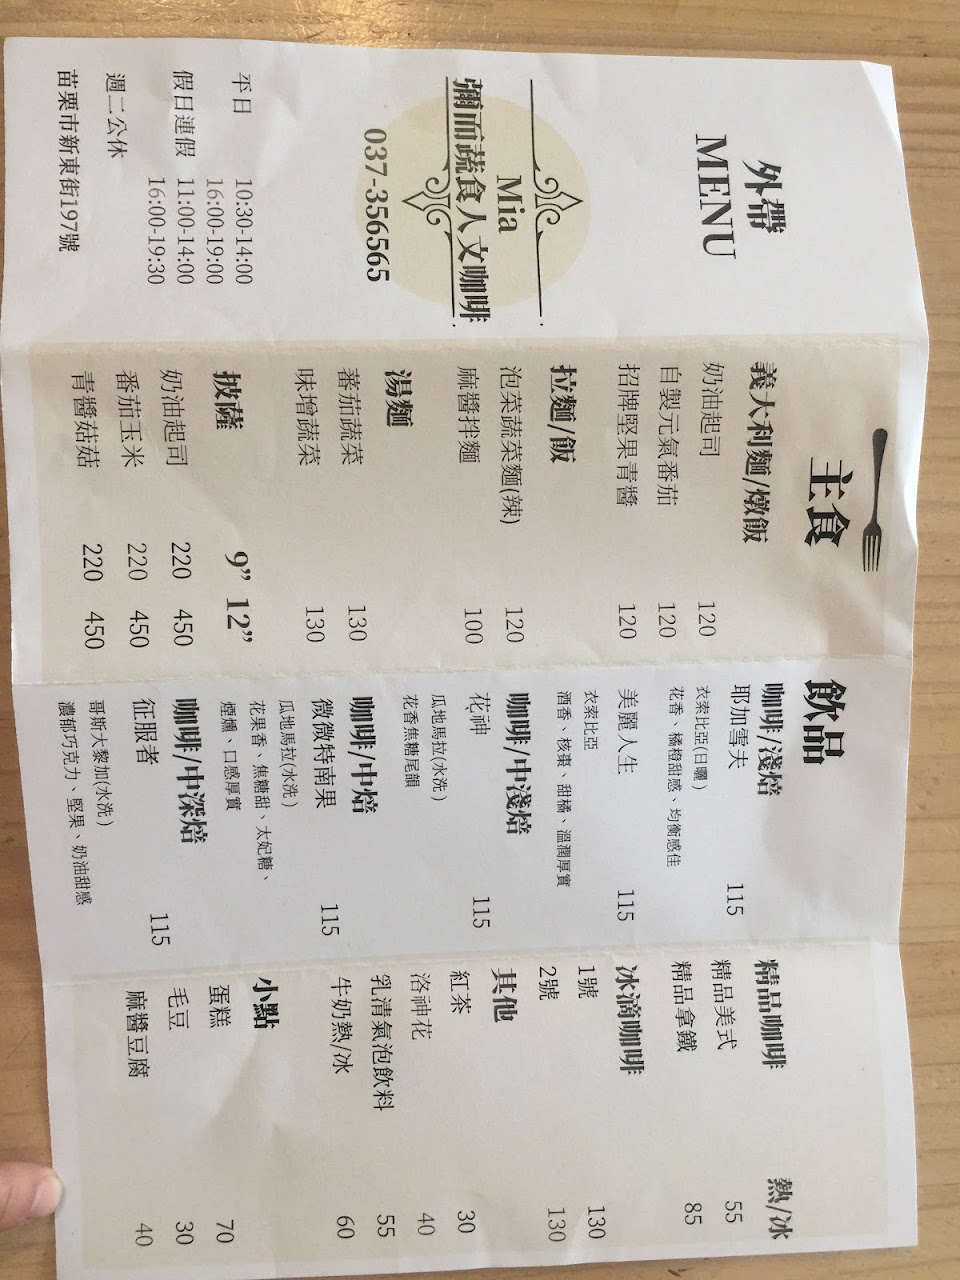 外帶
MENU
Mia
彌而蔬食人文咖啡
037-356565
平日 10:30-14:00
16:00-19:00
假日連假 11:00-14:00
16:00-19:30
週二公休
苗栗市新東街197號
主食
義大利麵/燉飯
奶油起司 120
自製元氣番茄 120
招牌堅果青醬 120
拉麵/飯
泡菜蔬菜麵(辣) 120
麻醬拌麵 100
湯麵
蕃茄蔬菜 130
味增蔬菜 130
披薩 9” 12”
奶油起司 220 450
番茄玉米 220 450
青醬菇菇 220 450
飲品
咖啡/淺焙
耶加雪夫 115
衣索比亞(日曬)
花香、橘橙甜感、均衡感佳
美麗人生 115
衣索比亞
酒香、核棗、甜橘、溫潤厚實
咖啡/中淺焙
花神 115
瓜地馬拉(水洗)
花香焦糖尾韻
咖啡/中焙
薇薇特南果 115
瓜地馬拉(水洗)
花果香、焦糖甜、太妃糖、
煙燻、口感厚實
咖啡/中深焙
征服者 115
哥斯大黎加(水洗)
濃郁巧克力、堅果、奶油甜感
精品咖啡 熱/冰
精品美式 55
精品拿鐵 85
冰滴咖啡
1號 130
2號 130
其他
紅茶 30
洛神花 40
乳清氣泡飲料 55
牛奶熱/冰 60
小點
蛋糕 70
毛豆 30
麻醬豆腐 40